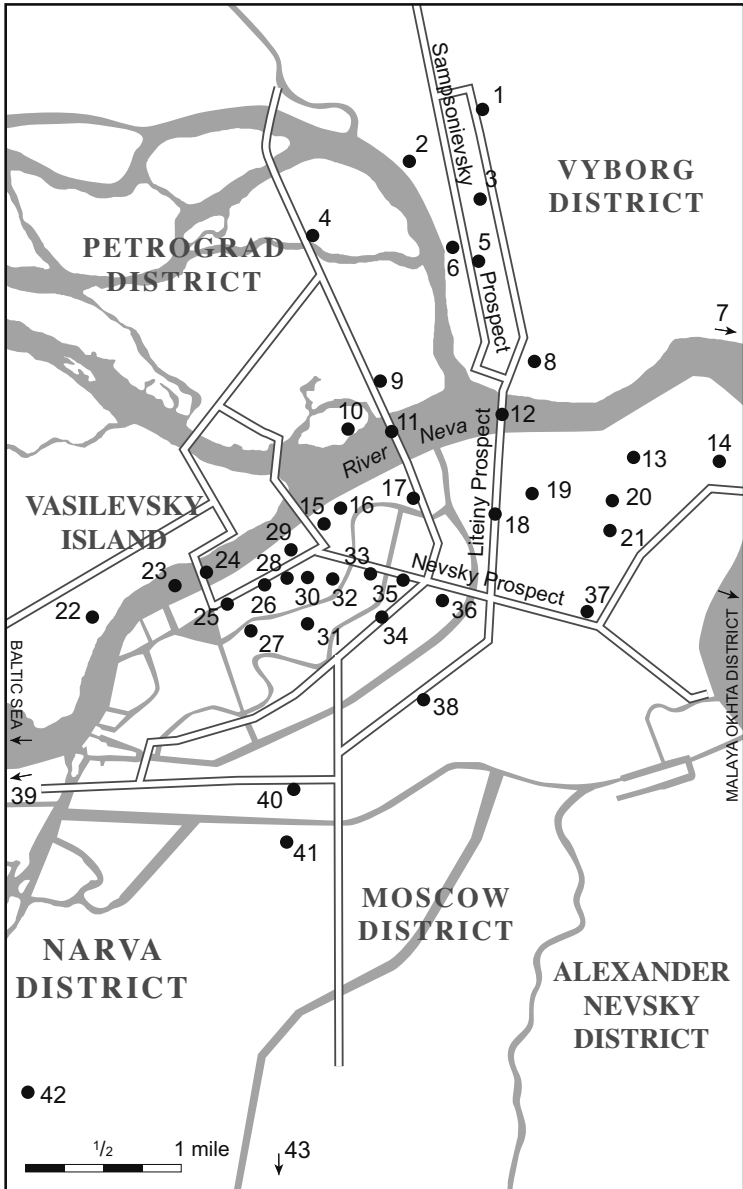 Sampsonievsky
1
2
VYBORG
DISTRICT
3
4
PETROGRAD
DISTRICT
5
6
Prospect
7
8
9
10
11
River Neva
12
Liteiny Prospect
13
14
VASILEVSKY
ISLAND
15
16
17
18
19
20
21
29
24
23
28
33
Nevsky Prospect
22
26
30
32
35
36
37
25
27
31
34
BALTIC SEA
MALAYA OKHTA DISTRICT
38
39
40
41
MOSCOW
DISTRICT
NARVA
DISTRICT
ALEXANDER
NEVSKY
DISTRICT
42
1/2
1 mile
43